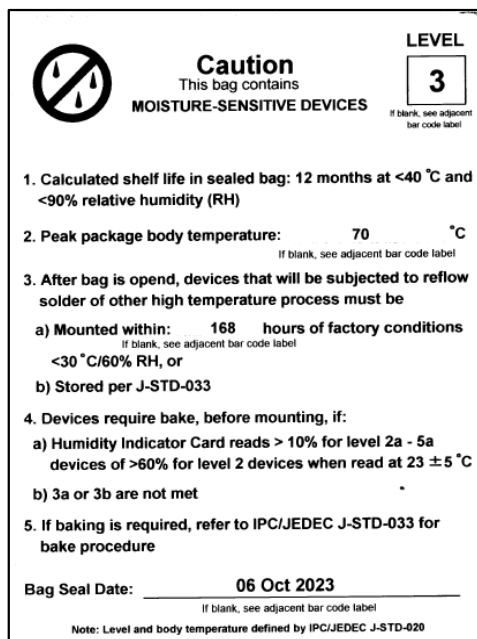 LEVEL
3
If blank, see adjacent
bar code label
Caution
This bag contains
MOISTURE-SENSITIVE DEVICES
1. Calculated shelf life in sealed bag: 12 months at <40 ˚C and
<90% relative humidity (RH)
2. Peak package body temperature: 70 ˚C
If blank, see adjacent bar code label
3. After bag is opend, devices that will be subjected to reflow
solder of other high temperature process must be
a) Mounted within: 168 hours of factory conditions
If blank, see adjacent bar code label
<30 ˚C/60% RH, or
b) Stored per J-STD-033
4. Devices require bake, before mounting, if:
a) Humidity Indicator Card reads > 10% for level 2a - 5a
devices of >60% for level 2 devices when read at 23 ±5 ˚C
b) 3a or 3b are not met
5. If baking is required, refer to IPC/JEDEC J-STD-033 for
bake procedure
Bag Seal Date: 06 Oct 2023
If blank, see adjacent bar code label
Note: Level and body temperature defined by IPC/JEDEC J-STD-020